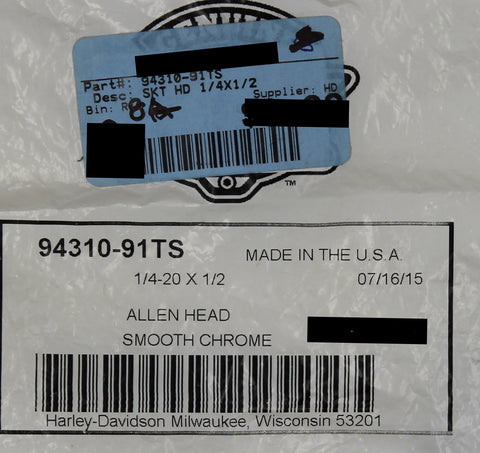 GENUINE
Part#: 94310-91TS
Desc: SKT HD 1/4X1/2
Bin: Supplier: HD
™
94310-91TS MADE IN THE U.S.A.
1/4-20 X 1/2 07/16/15
ALLEN HEAD
SMOOTH CHROME
Harley-Davidson Milwaukee, Wisconsin 53201